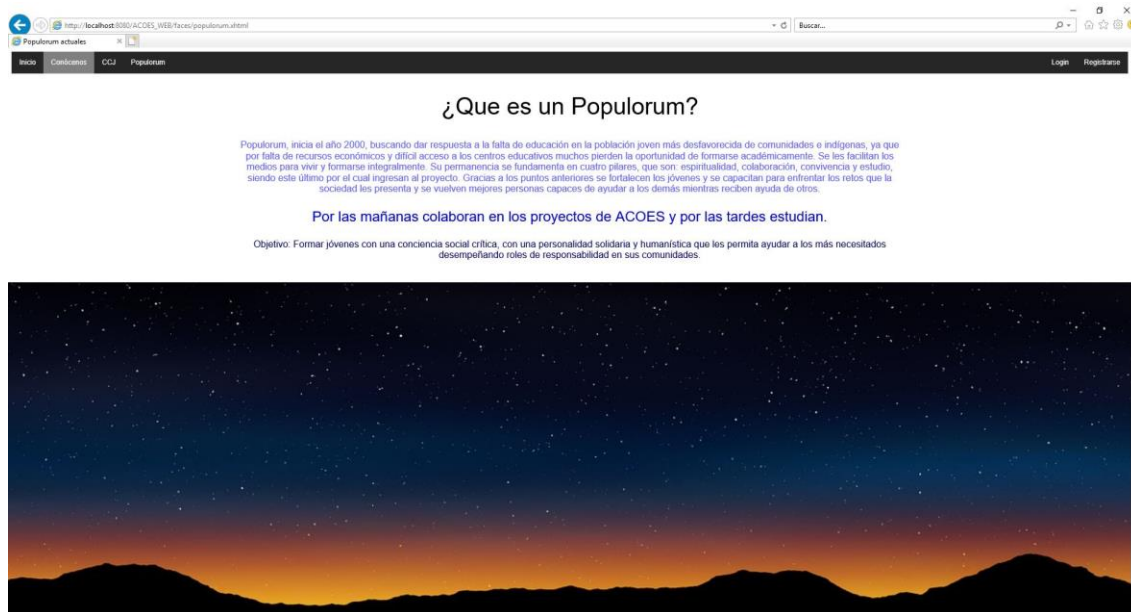 http://localhost:8080/ACOES_WEB/faces/populorum.xhtml
Buscar...
Populorum actuales
Inicio Conócenos CCJ Populorum Login Registrarse
¿Que es un Populorum?
Populorum, inicia el año 2000, buscando dar respuesta a la falta de educación en la población joven más desfavorecida de comunidades e indígenas, ya que
por falta de recursos económicos y difícil acceso a los centros educativos muchos pierden la oportunidad de formarse académicamente. Se les facilitan los
medios para vivir y formarse integralmente. Su permanencia se fundamenta en cuatro pilares, que son: espiritualidad, colaboración, convivencia y estudio,
siendo este último por el cual ingresan al proyecto. Gracias a los puntos anteriores se fortalecen los jóvenes y se capacitan para enfrentar los retos que la
sociedad les presenta y se vuelven mejores personas capaces de ayudar a los demás mientras reciben ayuda de otros.
Por las mañanas colaboran en los proyectos de ACOES y por las tardes estudian.
Objetivo: Formar jóvenes con una conciencia social crítica, con una personalidad solidaria y humanística que les permita ayudar a los más necesitados
desempeñando roles de responsabilidad en sus comunidades.